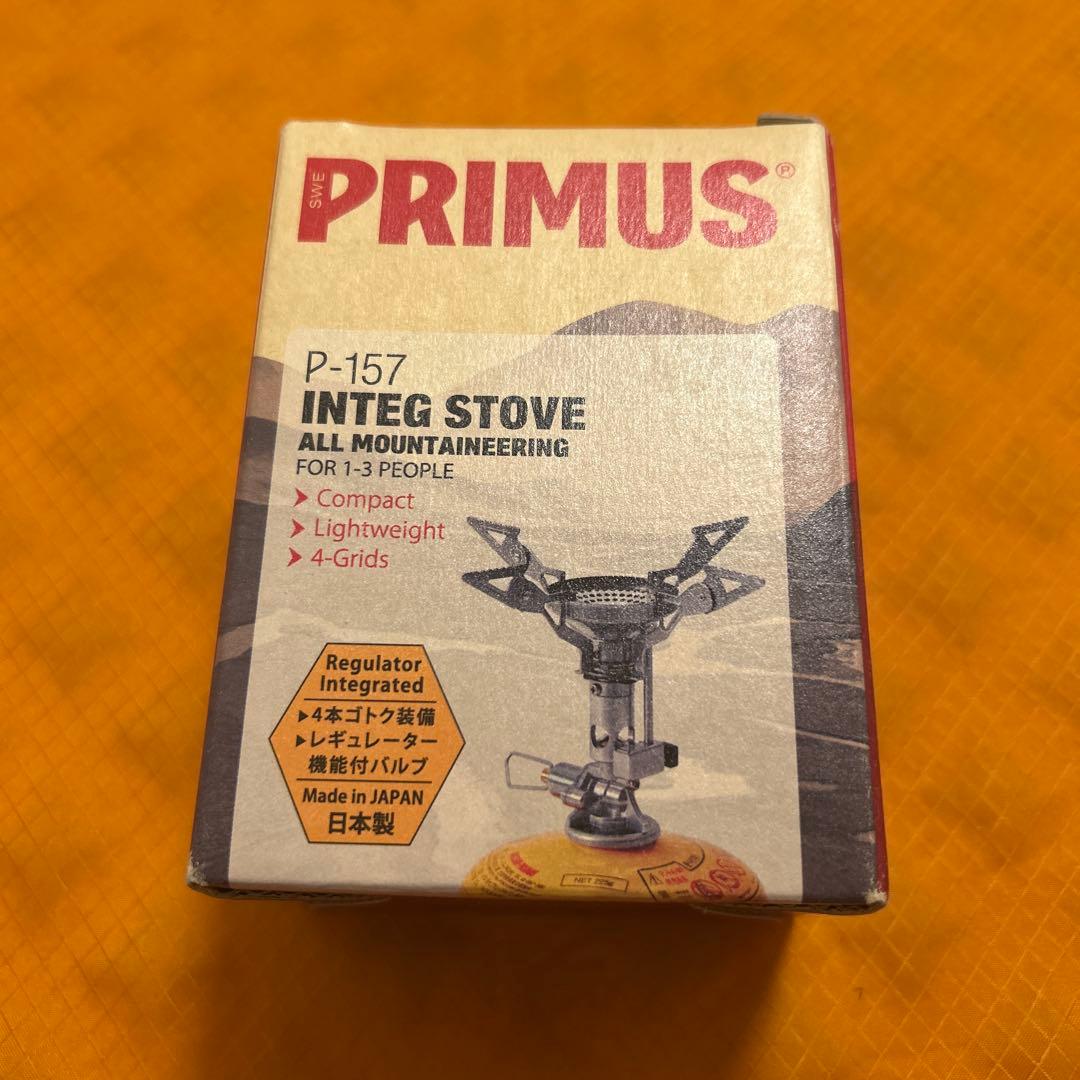 SWE
PRIMUS®
P-157
INTEG STOVE
ALL MOUNTAINEERING
FOR 1-3 PEOPLE
Compact
Lightweight
4-Grids
Regulator
Integrated
▶4本ゴトク装備
▶レギュレーター
機能付バルブ
Made in JAPAN
日本製